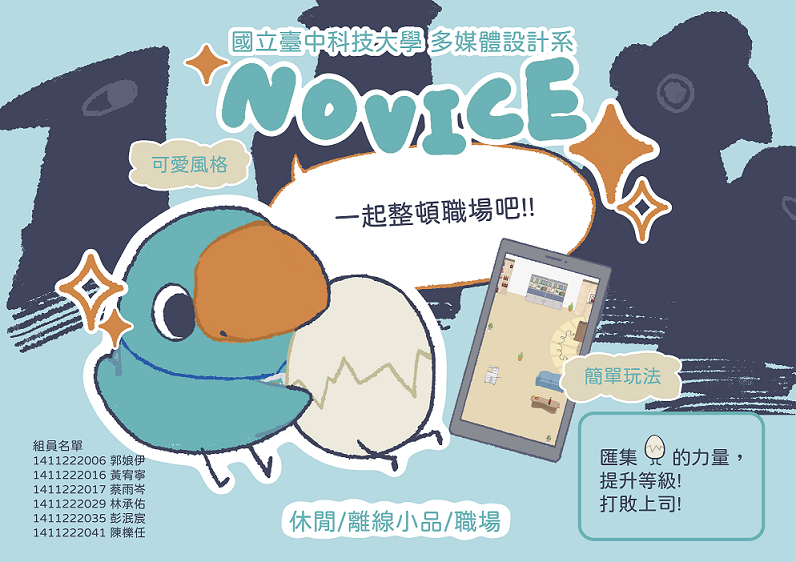 國立臺中科技大學 多媒體設計系
NOVICE
可愛風格
一起整頓職場吧!!
簡單玩法
匯集 的力量，
提升等級!
打敗上司!
組員名單
1411222006 郭娘伊
1411222016 黃宥寧
1411222017 蔡雨岑
1411222029 林承佑
1411222035 彭泯宸
1411222041 陳櫟任
休閒/離線小品/職場